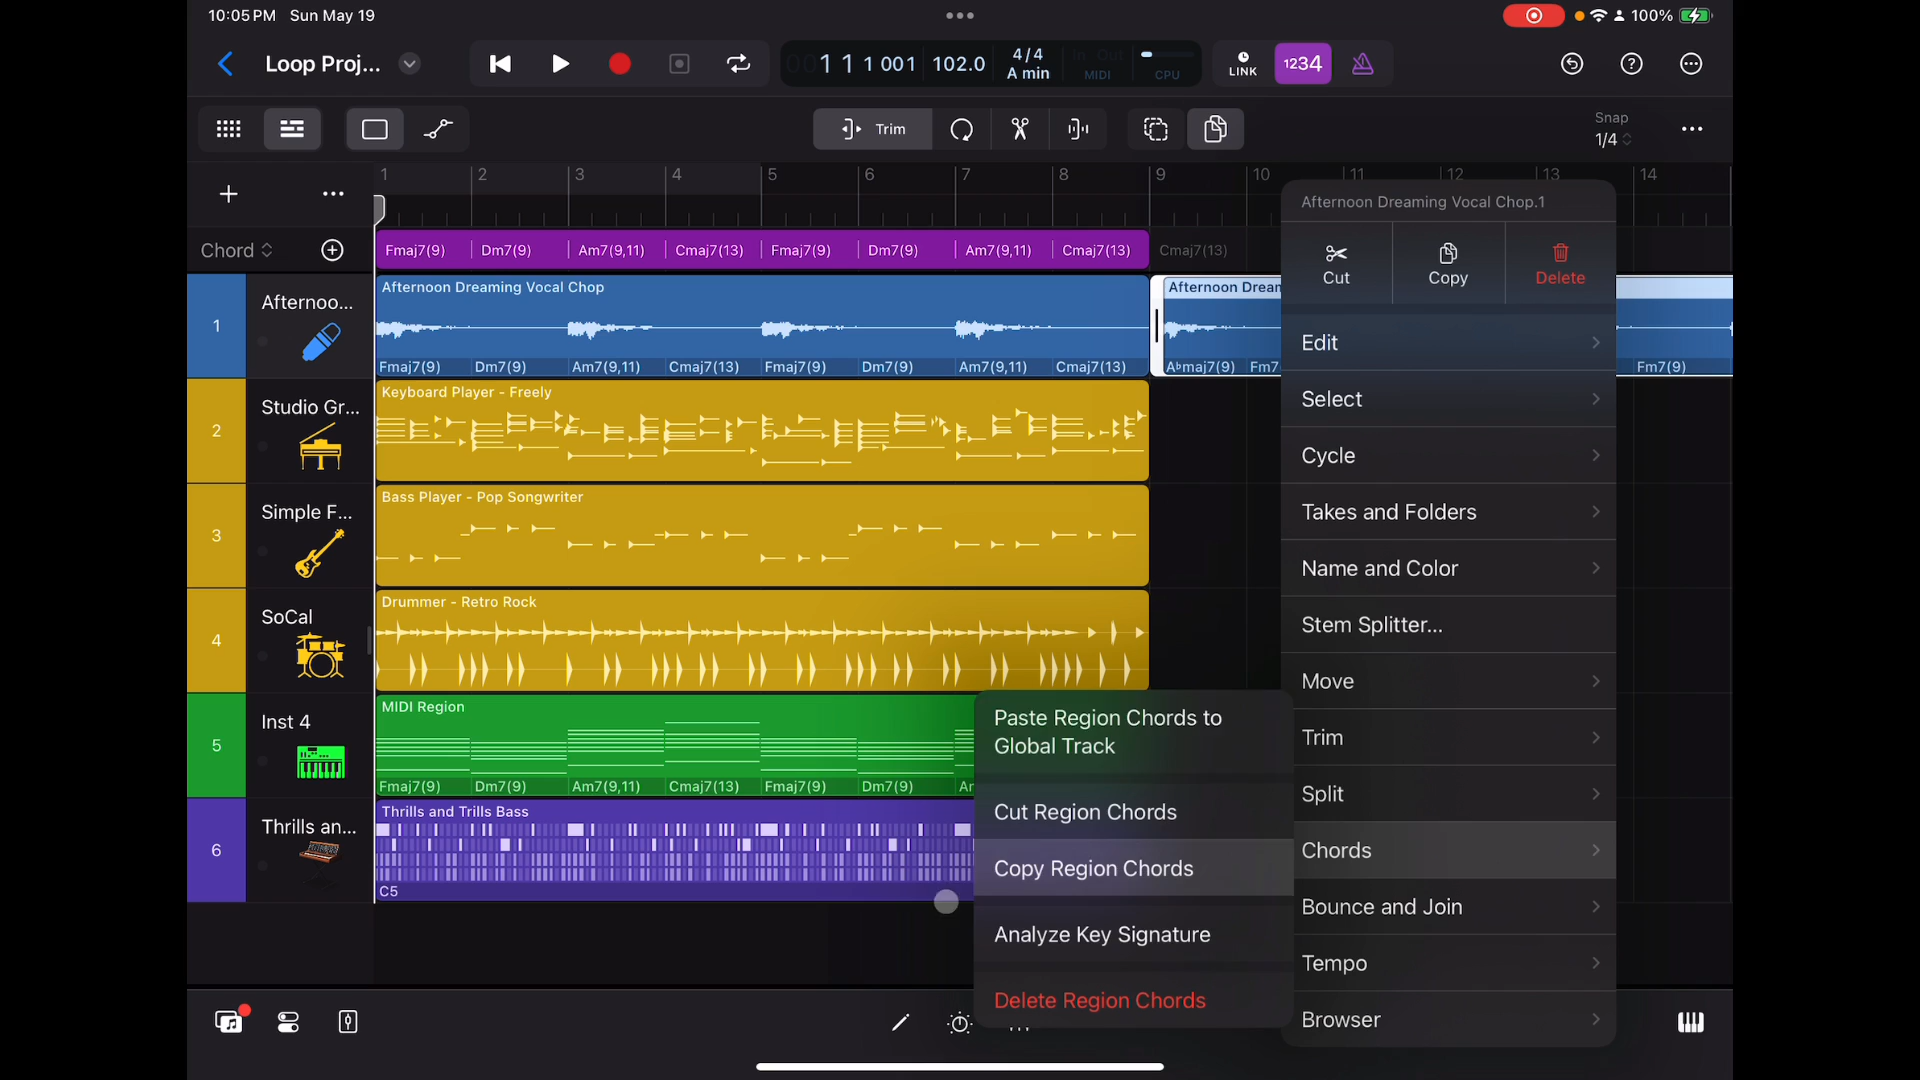 10:05 PM Sun May 19
100%
Loop Proj...
11 1 001
102.0
4/4
A min
In Out
MIDI
CPU
LINK
1234
Trim
Snap
1/4
1 2 3 4 5 6 7 8 9 10 11 12 13 14
Chord
Fmaj7(9) Dm7(9) Am7(9,11) Cmaj7(13) Fmaj7(9) Dm7(9) Am7(9,11) Cmaj7(13) Cmaj7(13)
1
Afternoo...
Afternoon Dreaming Vocal Chop
Fmaj7(9) Dm7(9) Am7(9,11) Cmaj7(13) Fmaj7(9) Dm7(9) Am7(9,11) Cmaj7(13)
Afternoon Drean
A♭maj7(9) Fm7
Fm7(9)
2
Studio Gr...
Keyboard Player - Freely
3
Simple F...
Bass Player - Pop Songwriter
4
SoCal
Drummer - Retro Rock
5
Inst 4
MIDI Region
Fmaj7(9) Dm7(9) Am7(9,11) Cmaj7(13) Fmaj7(9) Dm7(9) Am
6
Thrills an...
Thrills and Trills Bass
C5
Afternoon Dreaming Vocal Chop.1
Cut
Copy
Delete
Edit
Select
Cycle
Takes and Folders
Name and Color
Stem Splitter...
Move
Trim
Split
Chords
Bounce and Join
Tempo
Browser
Paste Region Chords to
Global Track
Cut Region Chords
Copy Region Chords
Analyze Key Signature
Delete Region Chords